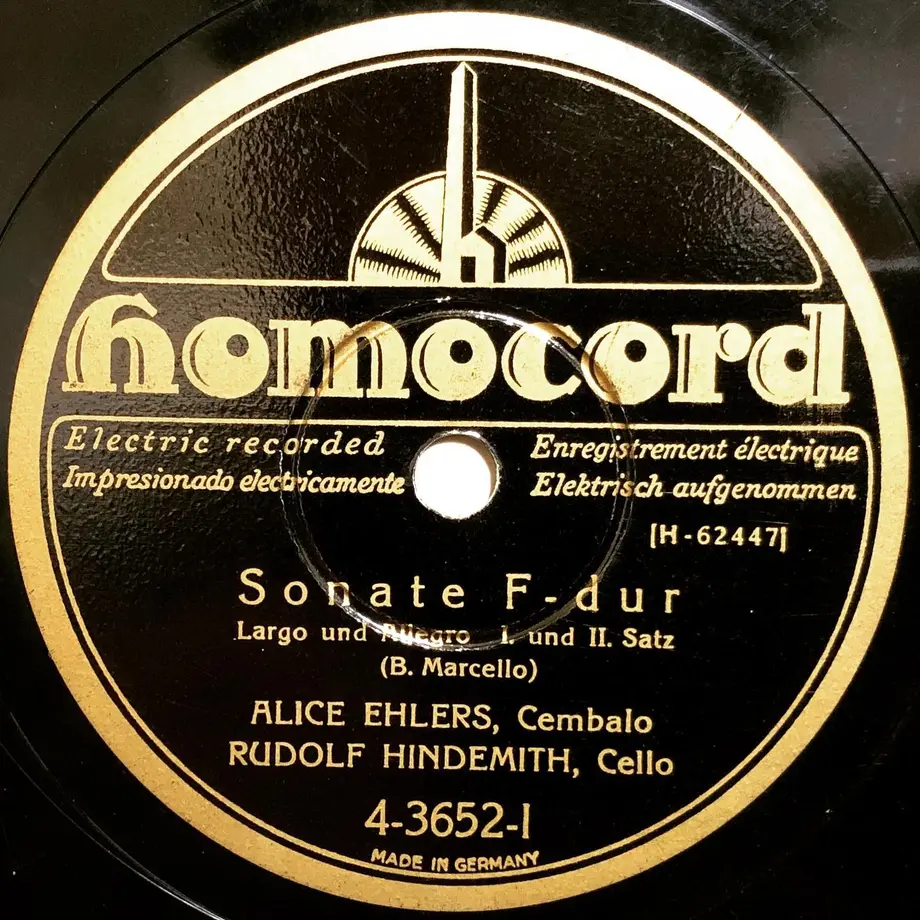 homocord
Electric recorded
Impresionado electricamente
Enregistrement électrique
Elektrisch aufgenommen
[H-62447]
Sonate F-dur
Largo und Allegro I. und II. Satz
(B. Marcello)
ALICE EHLERS, Cembalo
RUDOLF HINDEMITH, Cello
4-3652-I
MADE IN GERMANY